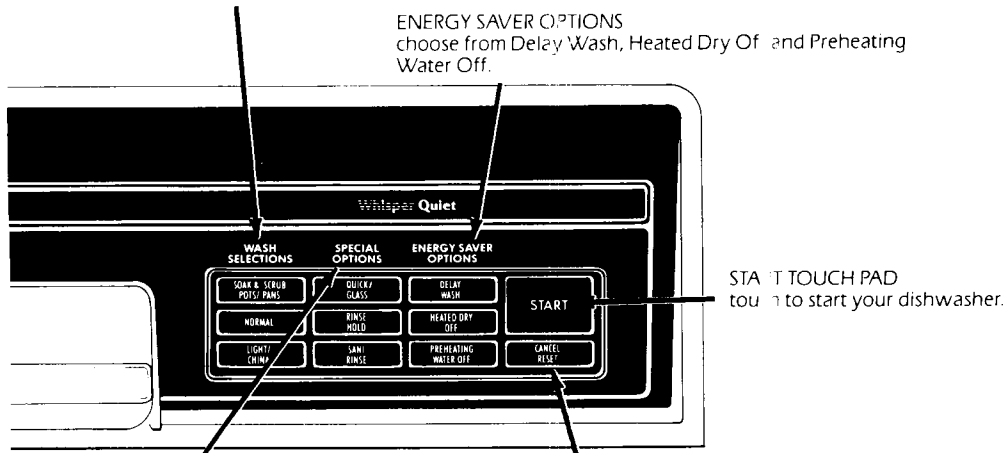 ENERGY SAVER OPTIONS
choose from Delay Wash, Heated Dry Of and Preheating
Water Off.
Whisper Quiet
WASH
SELECTIONS
SPECIAL
OPTIONS
ENERGY SAVER
OPTIONS
SOAK & SCRUB
POTS/ PANS
QUICK/
GLASS
DELAY
WASH
START
NORMAL
RINSE
HOLD
HEATED DRY
OFF
LIGHT/
CHINA
SANI
RINSE
PREHEATING
WATER OFF
CANCEL
RESET
START TOUCH PAD
touch to start your dishwasher.